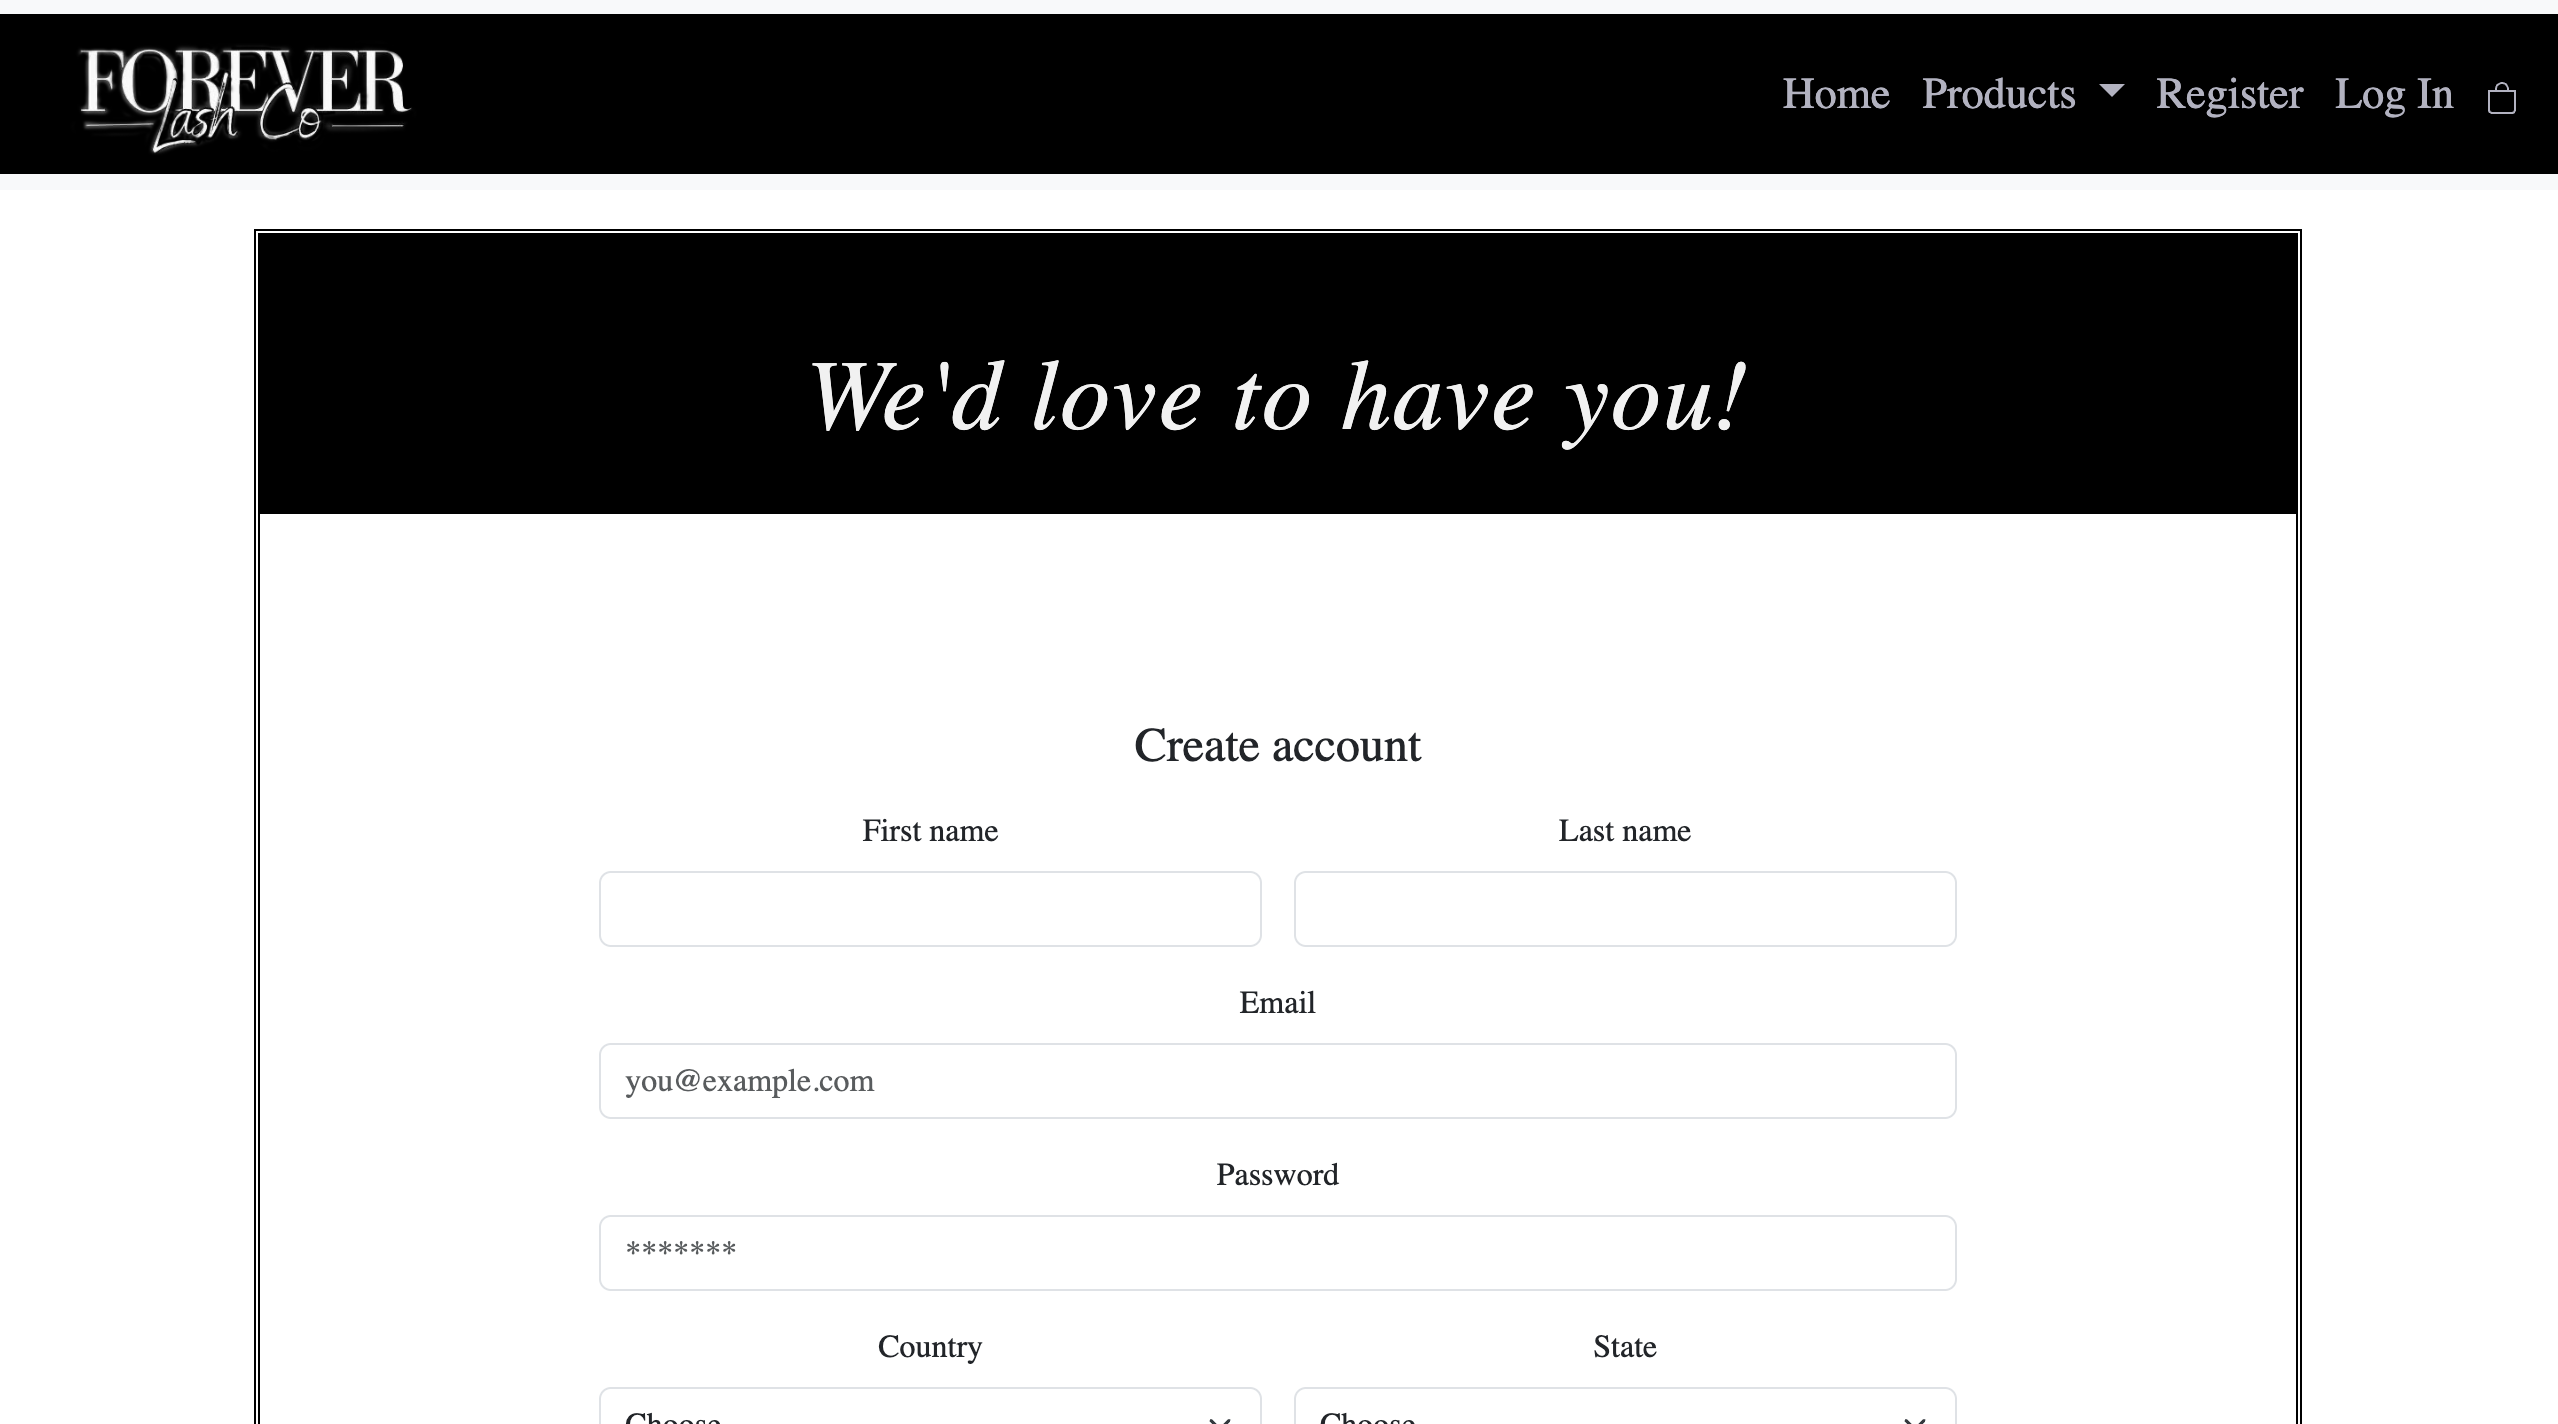 FOREVER
Lash Co
Home Products Register Log In
We'd love to have you!
Create account
First name Last name
Email
you@example.com
Password
*******
Country State
Choose... Choose...